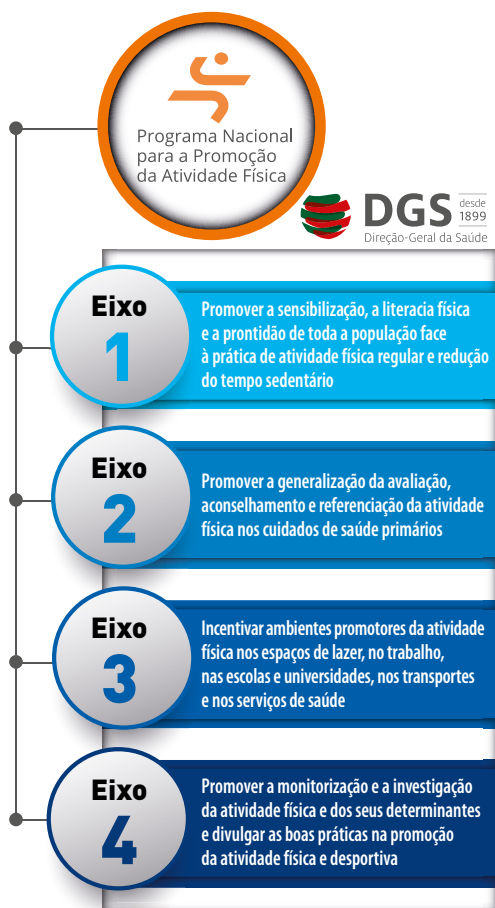 Programa Nacional
para a Promoção
da Atividade Física
DGS desde
1899
Direção-Geral da Saúde
Eixo
1
Promover a sensibilização, a literacia física
e a prontidão de toda a população face
à prática de atividade física regular e redução
do tempo sedentário
Eixo
2
Promover a generalização da avaliação,
aconselhamento e referenciação da atividade
física nos cuidados de saúde primários
Eixo
3
Incentivar ambientes promotores da atividade
física nos espaços de lazer, no trabalho,
nas escolas e universidades, nos transportes
e nos serviços de saúde
Eixo
4
Promover a monitorização e a investigação
da atividade física e dos seus determinantes
e divulgar as boas práticas na promoção
da atividade física e desportiva